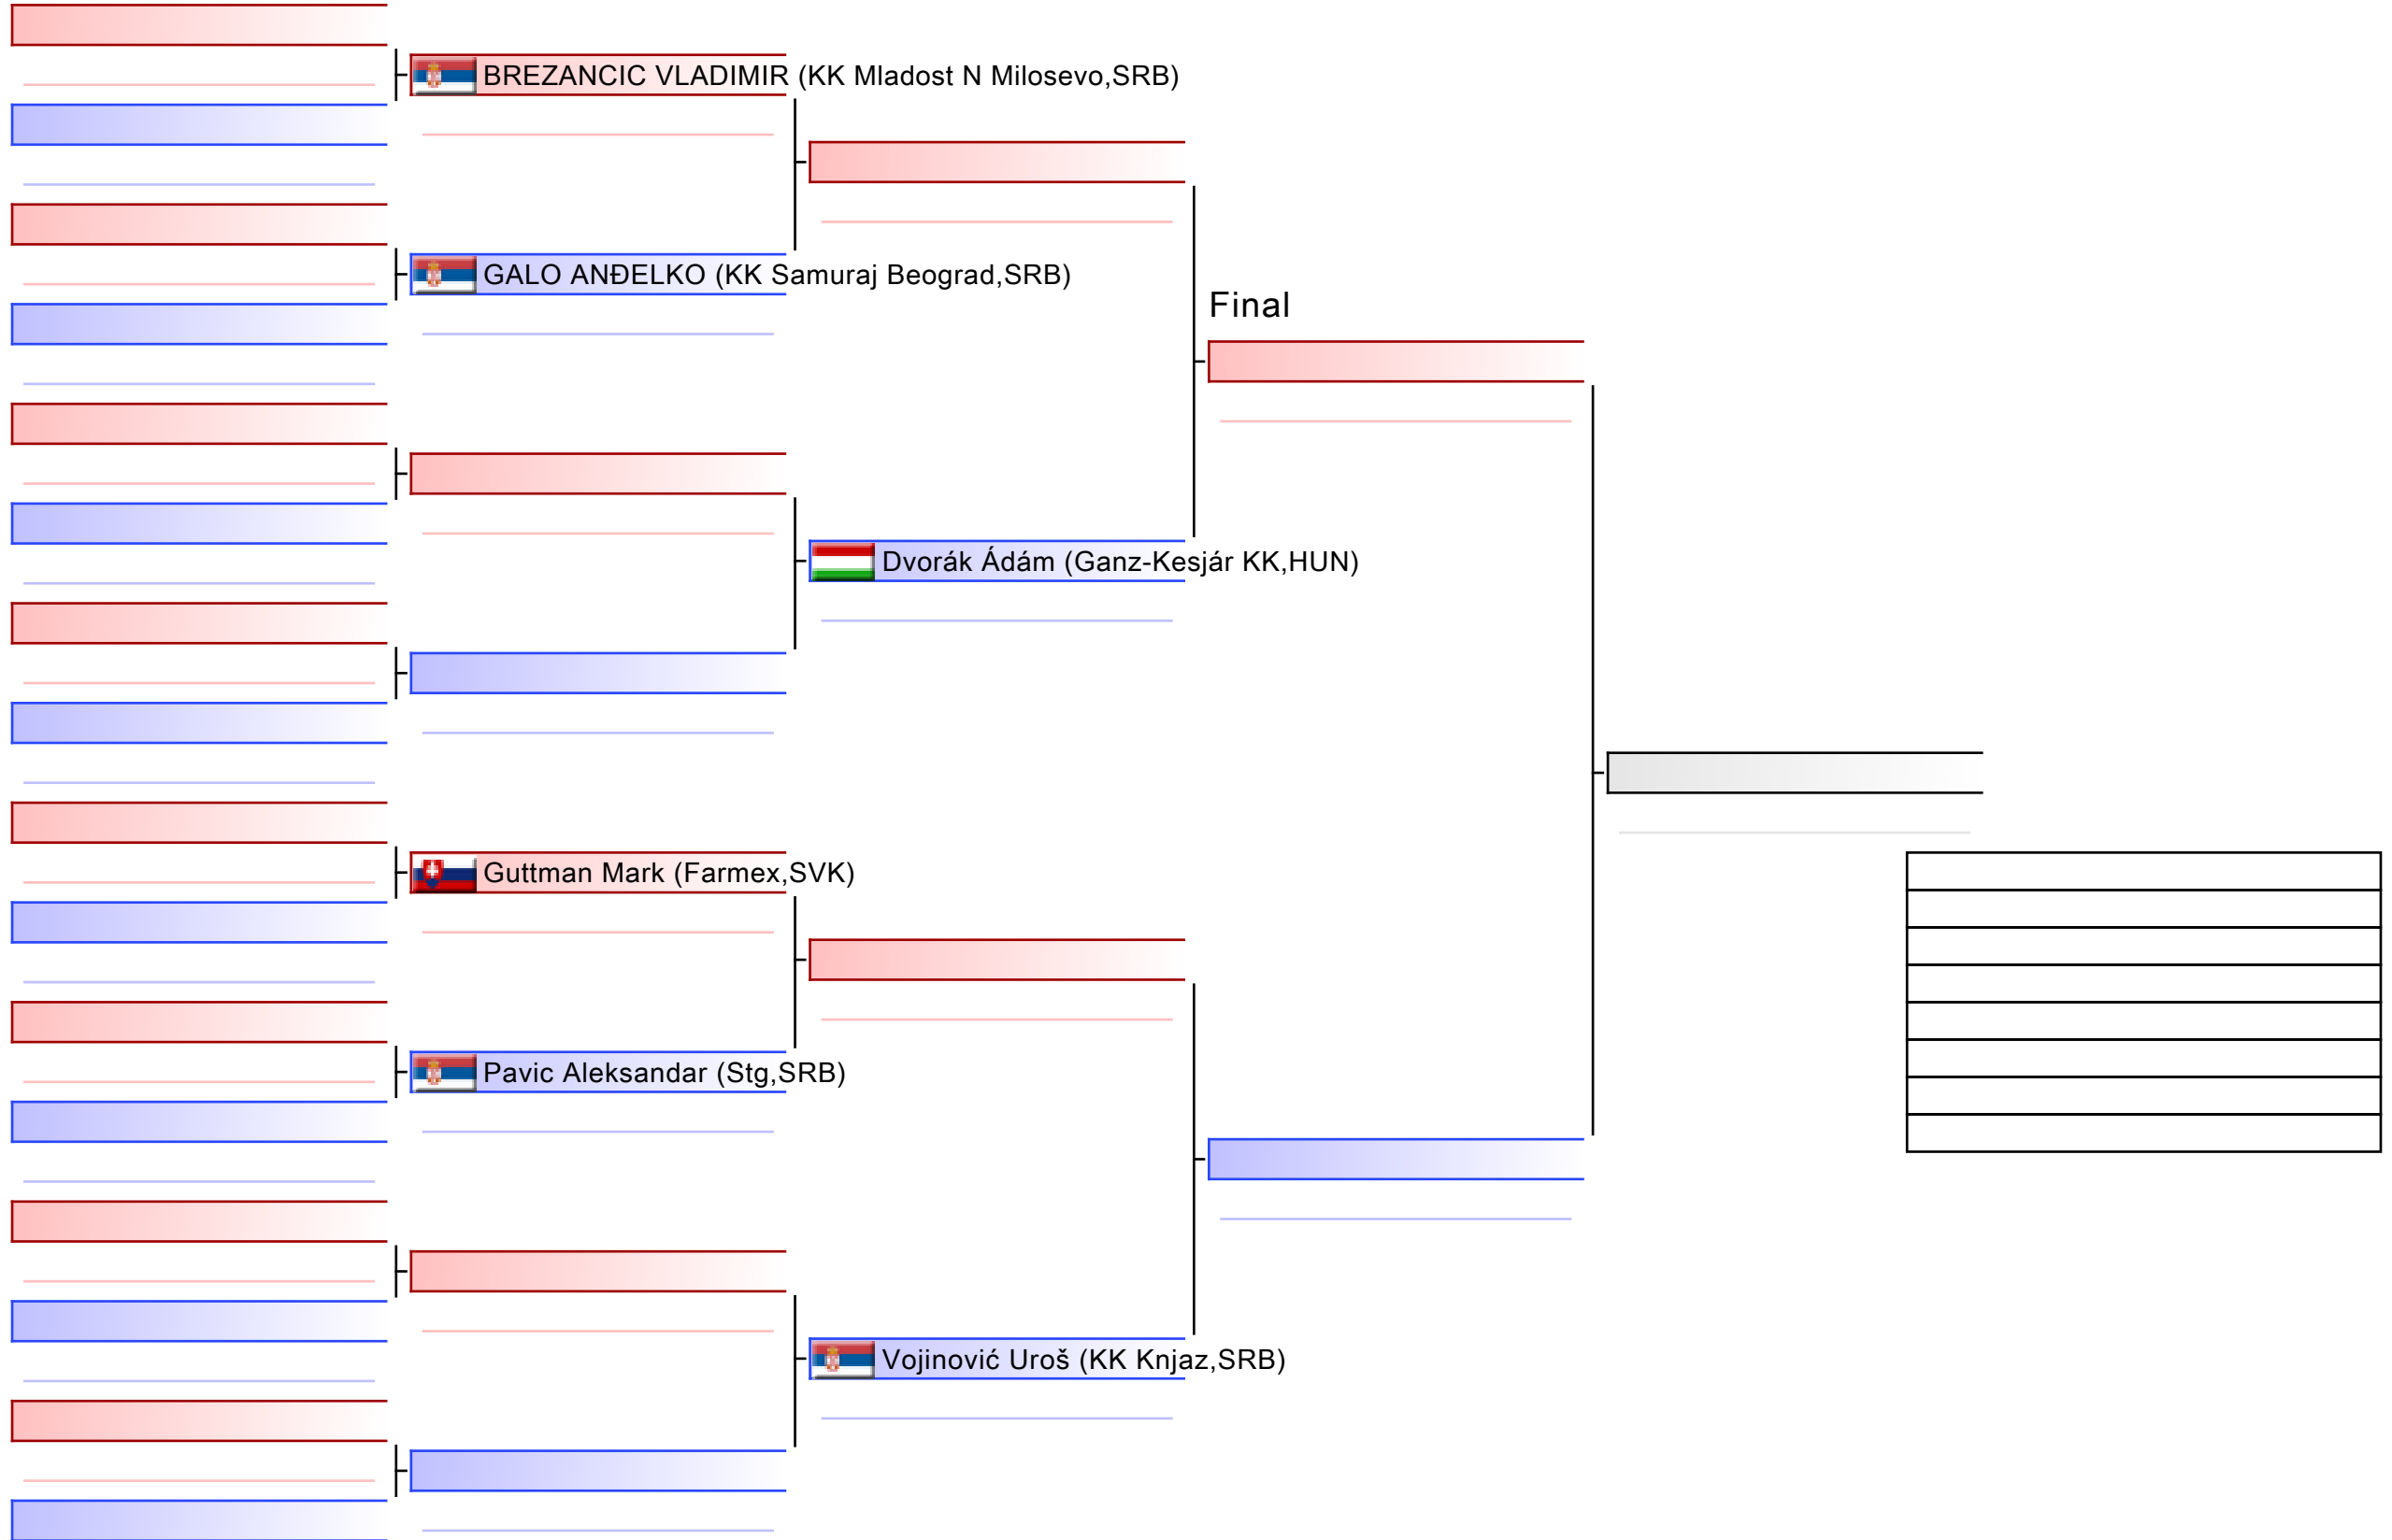 BREZANCIC VLADIMIR (KK Mladost N Milosevo,SRB)
GALO ANĐELKO (KK Samuraj Beograd,SRB)
Final
Dvorák Ádám (Ganz-Kesjár KK,HUN)
Guttman Mark (Farmex,SVK)
Pavic Aleksandar (Stg,SRB)
Vojinović Uroš (KK Knjaz,SRB)